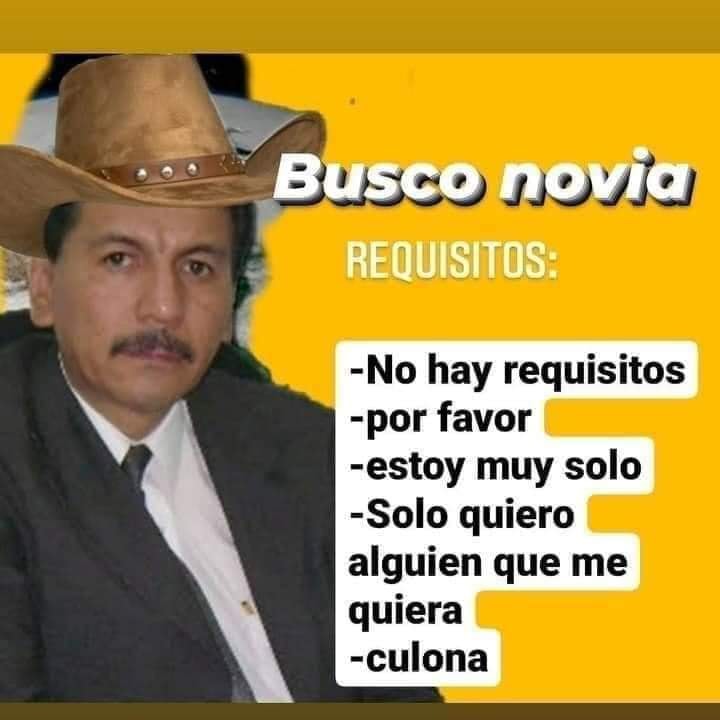 Busco novia
REQUISITOS:
-No hay requisitos
-por favor
-estoy muy solo
-Solo quiero
alguien que me
quiera
-culona